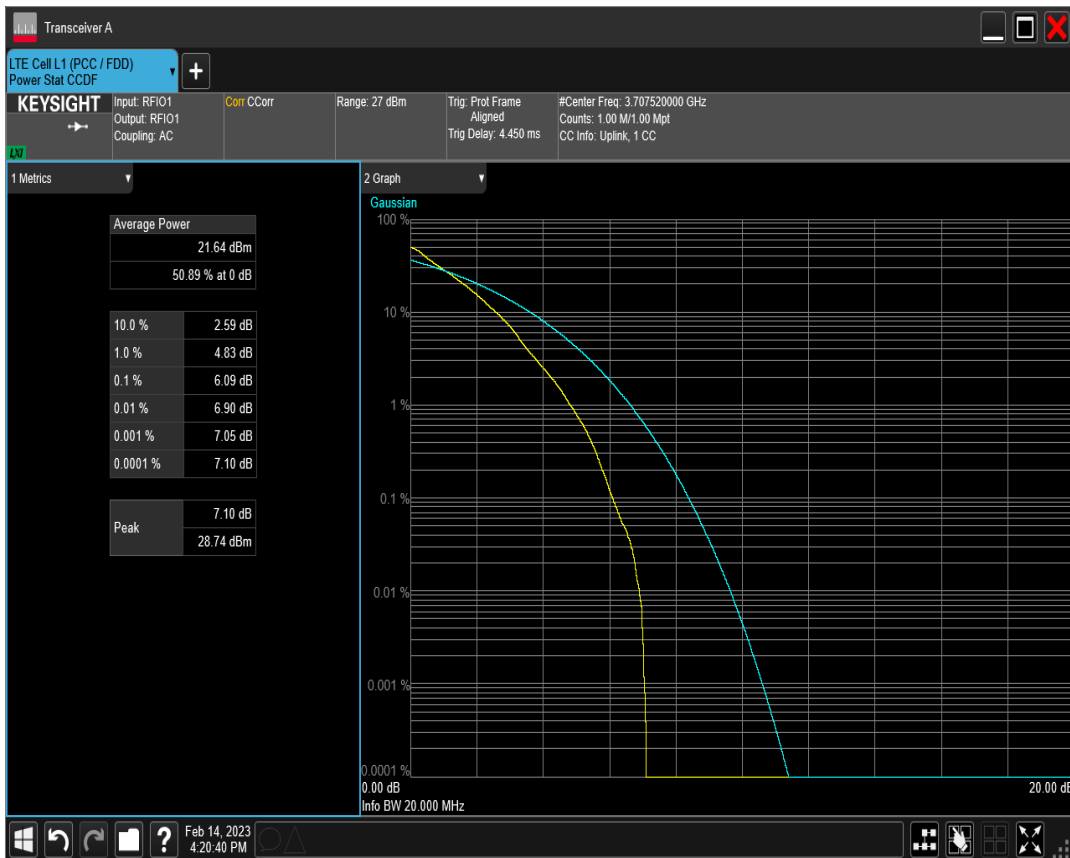 Transceiver A
LTE Cell L1 (PCC / FDD)
Power Stat CCDF
KEYSIGHT
LXI
Input: RFIO1
Output: RFIO1
Coupling: AC
Corr CCorr
Range: 27 dBm
Trig: Prot Frame
Aligned
Trig Delay: 4.450 ms
#Center Freq: 3.707520000 GHz
Counts: 1.00 M/1.00 Mpt
CC Info: Uplink, 1 CC
1 Metrics
Average Power
21.64 dBm
50.89 % at 0 dB
10.0 % 2.59 dB
1.0 % 4.83 dB
0.1 % 6.09 dB
0.01 % 6.90 dB
0.001 % 7.05 dB
0.0001 % 7.10 dB
Peak
7.10 dB
28.74 dBm
2 Graph
Gaussian
100 %
10 %
1 %
0.1 %
0.01 %
0.001 %
0.0001 %
0.00 dB
20.00 dB
Info BW 20.000 MHz
?
Feb 14, 2023
4:20:40 PM